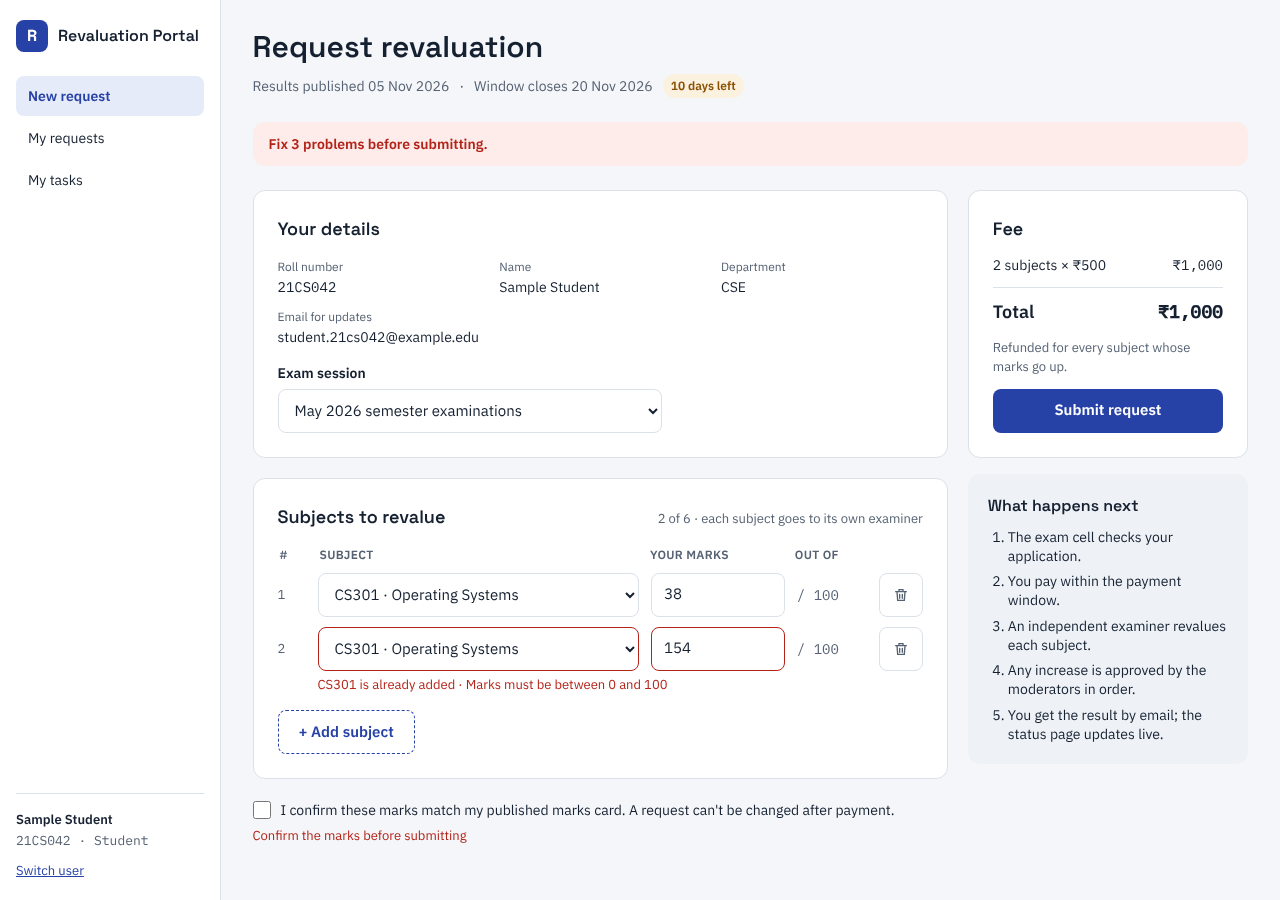 R Revaluation Portal
New request
My requests
My tasks
Sample Student
21CS042 · Student
Switch user
Request revaluation
Results published 05 Nov 2026 · Window closes 20 Nov 2026 10 days left
Fix 3 problems before submitting.
Your details
Roll number Name Department
21CS042 Sample Student CSE
Email for updates
student.21cs042@example.edu
Exam session
May 2026 semester examinations
Subjects to revalue 2 of 6 · each subject goes to its own examiner
# SUBJECT YOUR MARKS OUT OF
1 CS301 · Operating Systems 38 / 100
2 CS301 · Operating Systems 154 / 100
CS301 is already added · Marks must be between 0 and 100
+ Add subject
I confirm these marks match my published marks card. A request can't be changed after payment.
Confirm the marks before submitting
Fee
2 subjects × ₹500 ₹1,000
Total ₹1,000
Refunded for every subject whose
marks go up.
Submit request
What happens next
1. The exam cell checks your
application.
2. You pay within the payment
window.
3. An independent examiner revalues
each subject.
4. Any increase is approved by the
moderators in order.
5. You get the result by email; the
status page updates live.